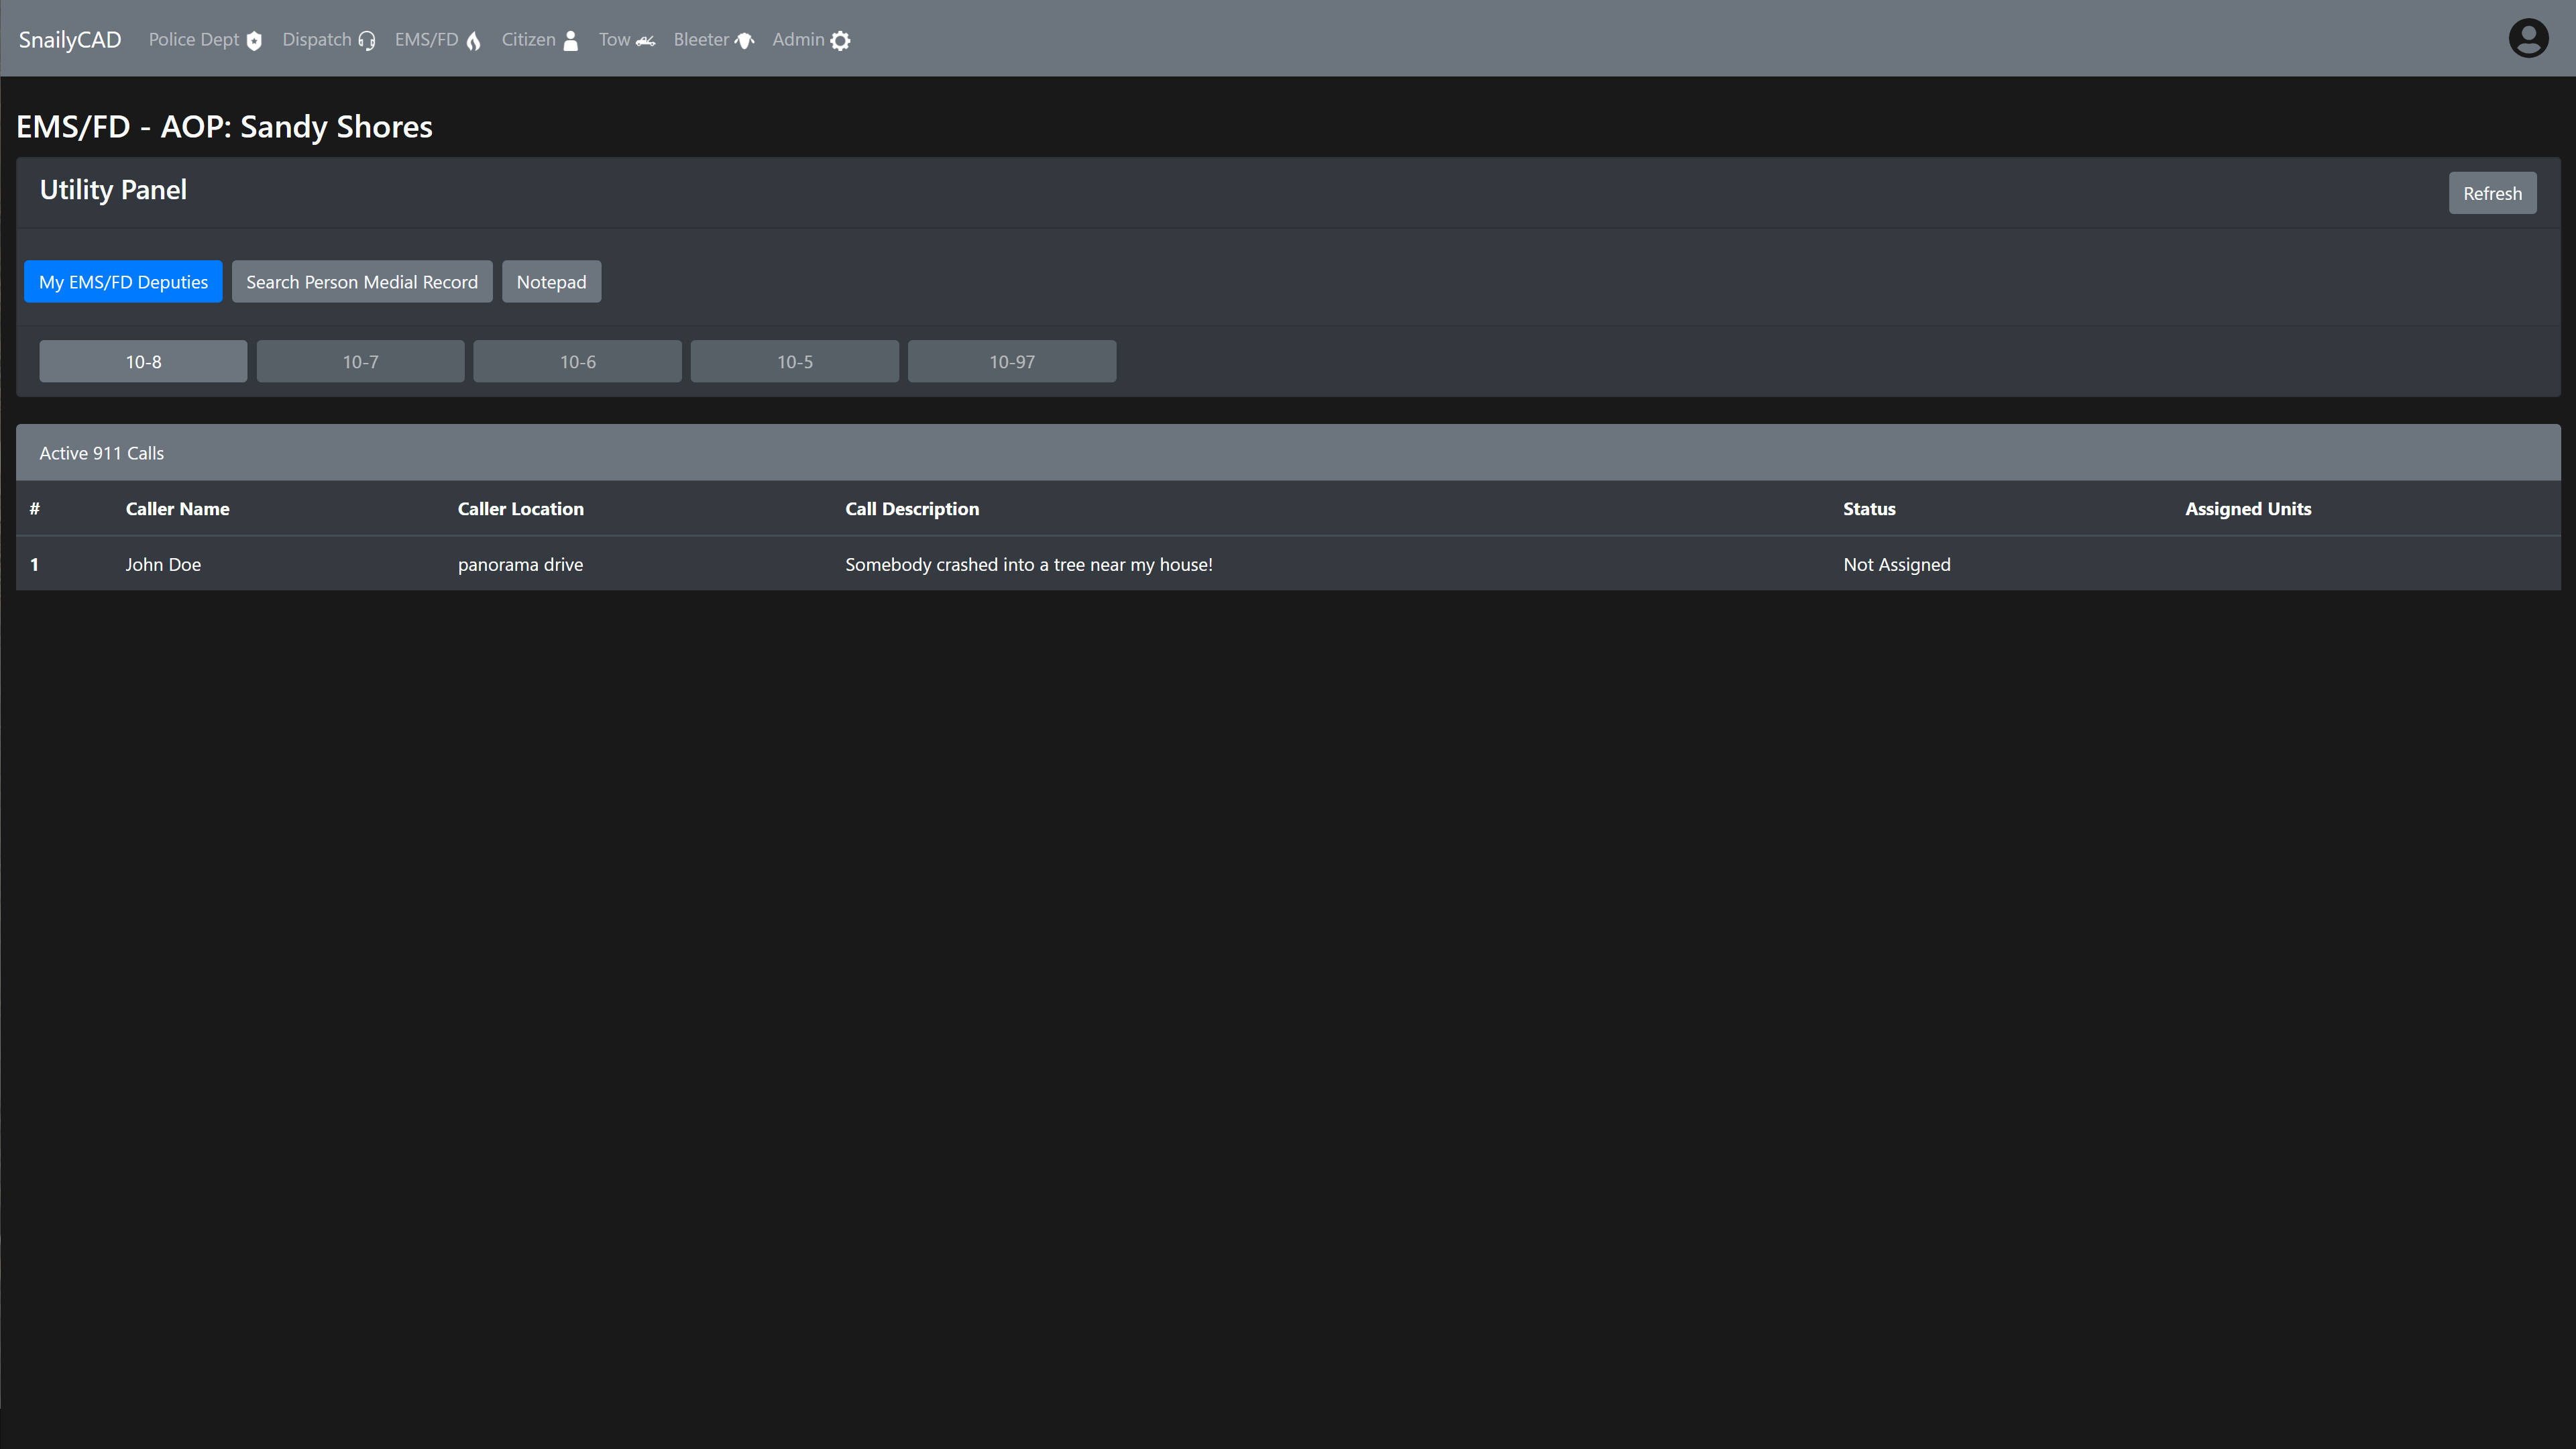 SnailyCAD Police Dept Dispatch EMS/FD Citizen Tow Bleeter Admin
EMS/FD - AOP: Sandy Shores
Utility Panel Refresh
My EMS/FD Deputies Search Person Medial Record Notepad
10-8 10-7 10-6 10-5 10-97
Active 911 Calls
# Caller Name Caller Location Call Description Status Assigned Units
1 John Doe panorama drive Somebody crashed into a tree near my house! Not Assigned